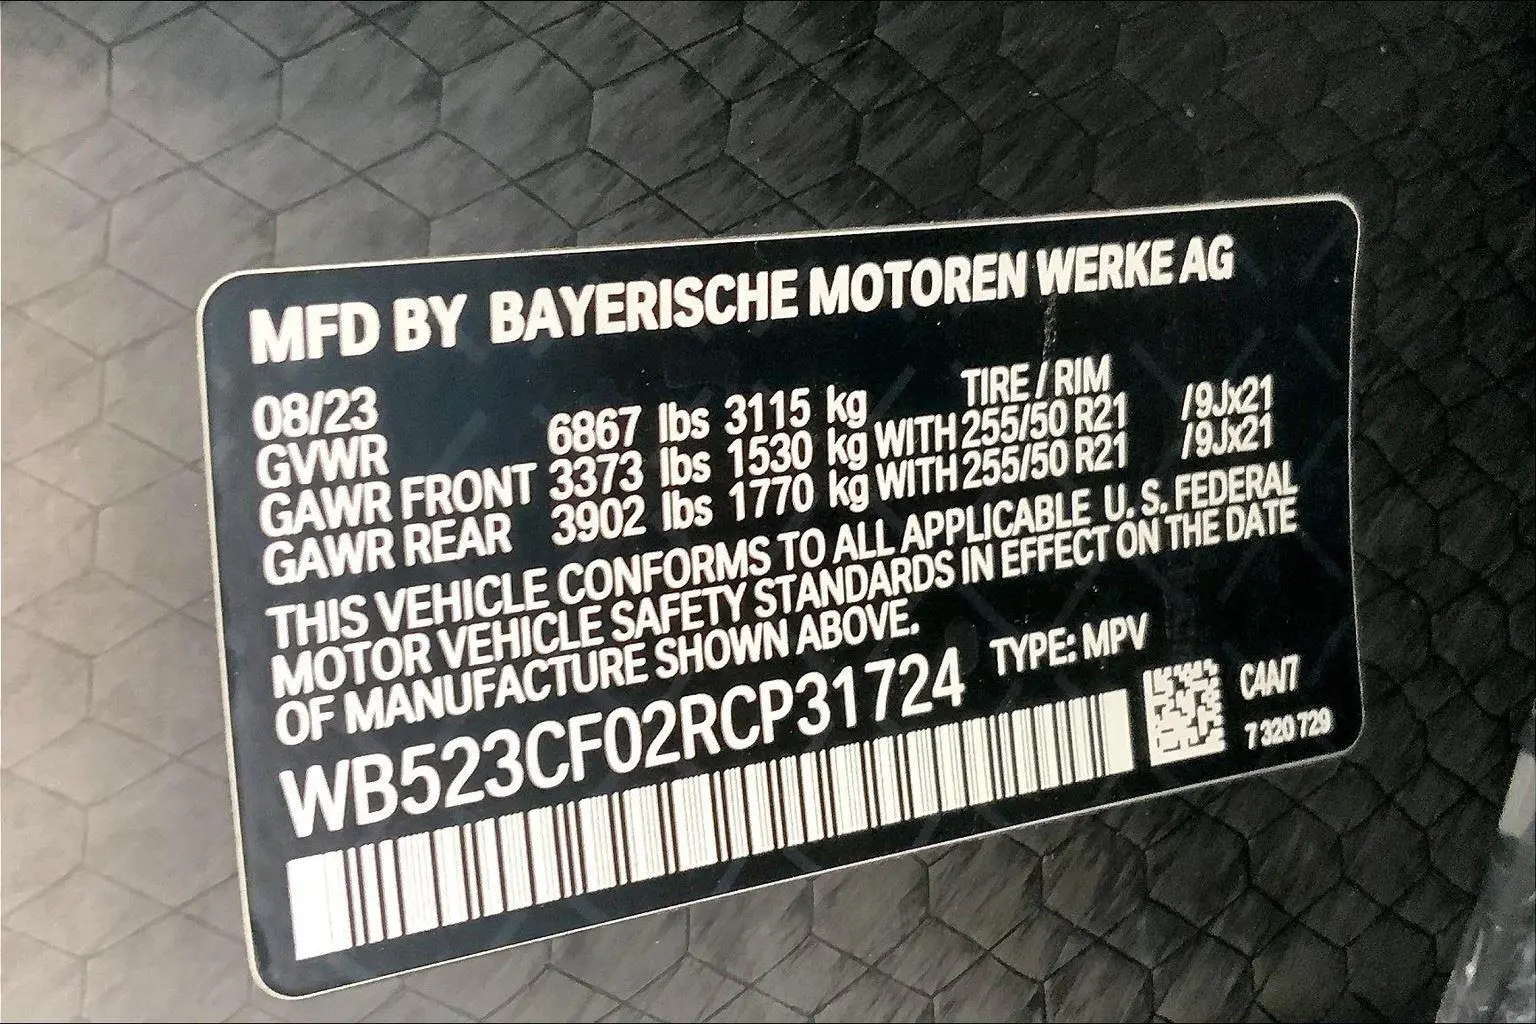 MFD BY BAYERISCHE MOTOREN WERKE AG
08/23 TIRE / RIM
GVWR 6867 lbs 3115 kg
GAWR FRONT 3373 lbs 1530 kg WITH 255/50 R21 /9Jx21
GAWR REAR 3902 lbs 1770 kg WITH 255/50 R21 /9Jx21
THIS VEHICLE CONFORMS TO ALL APPLICABLE U. S. FEDERAL
MOTOR VEHICLE SAFETY STANDARDS IN EFFECT ON THE DATE
OF MANUFACTURE SHOWN ABOVE.
WB523CF02RCP31724 TYPE: MPV
C4A/7
7 320 729